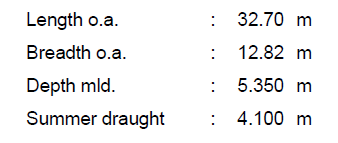 Length o.a. : 32.70 m
Breadth o.a. : 12.82 m
Depth mld. : 5.350 m
Summer draught : 4.100 m